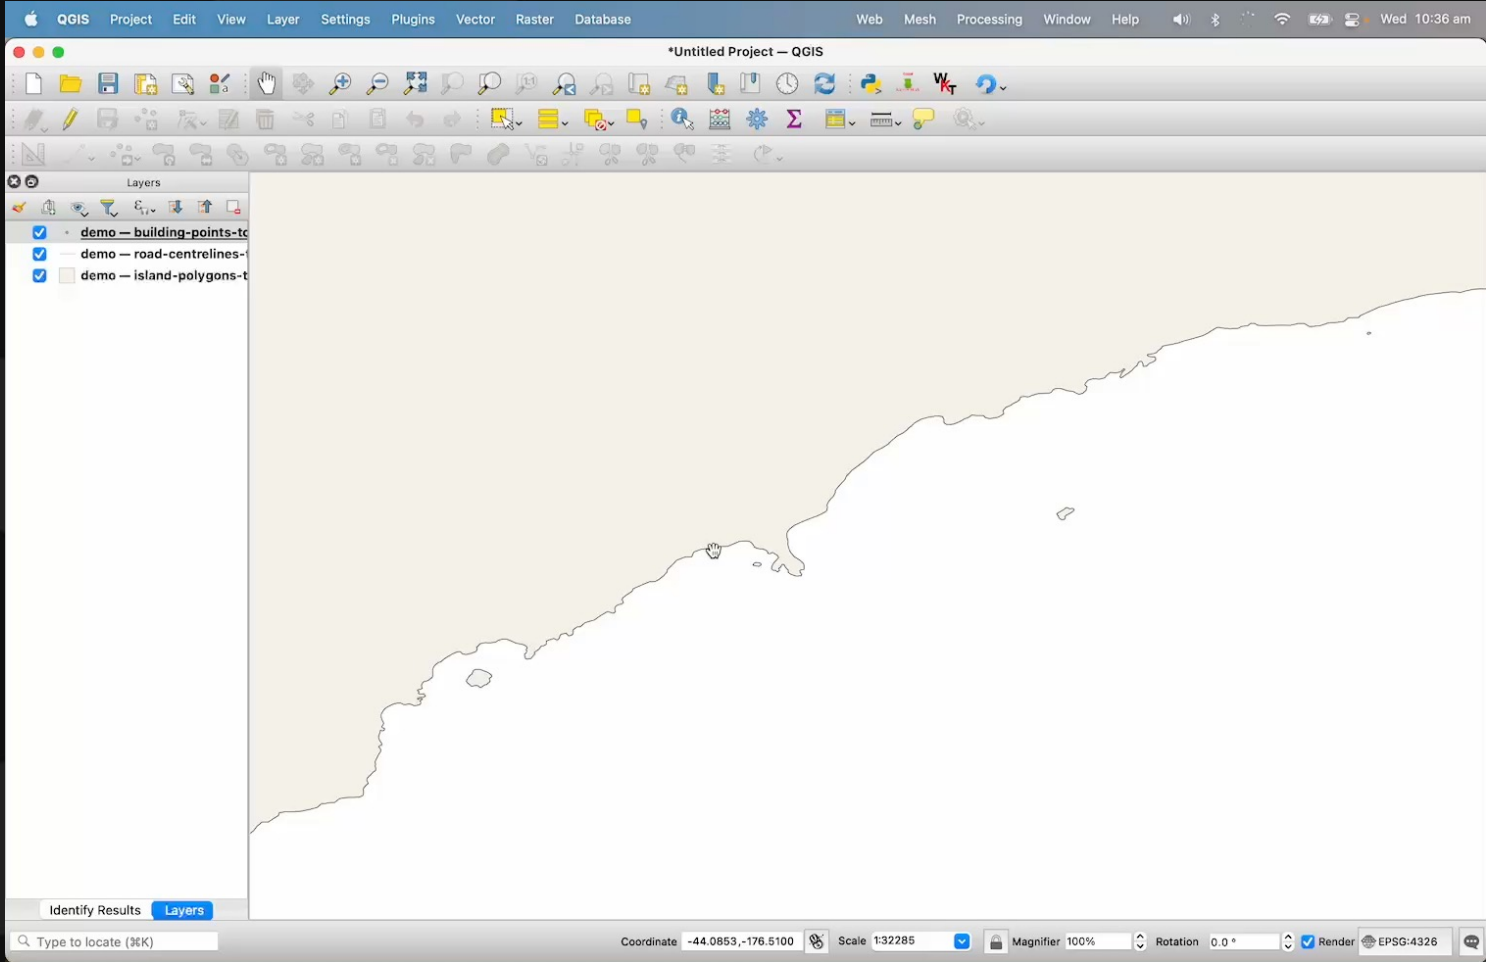 QGIS Project Edit View Layer Settings Plugins Vector Raster Database Web Mesh Processing Window Help Wed 10:36 am
*Untitled Project — QGIS
Layers
demo — building-points-to
demo — road-centrelines-t
demo — island-polygons-t
Identify Results Layers
Type to locate (⌘K) Coordinate -44.0853,-176.5100 Scale 1:32285 Magnifier 100% Rotation 0.0 ° Render EPSG:4326